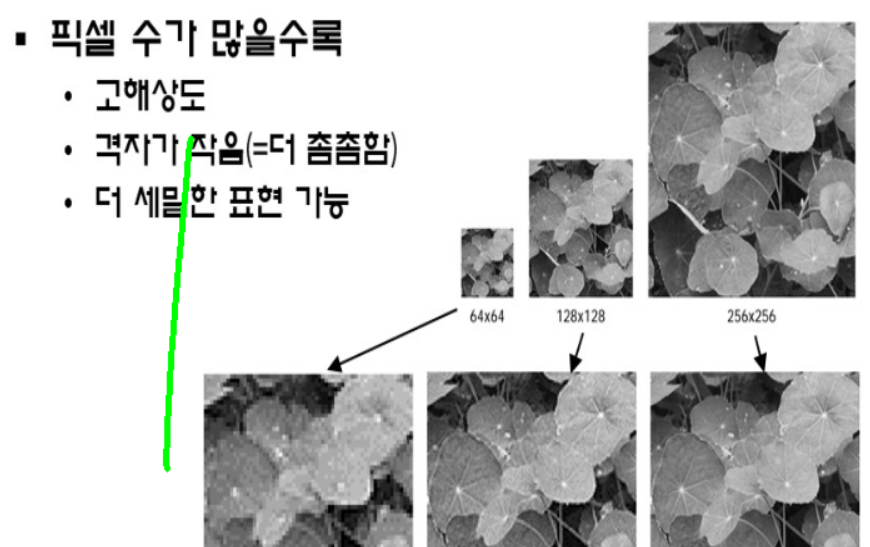 ▪ 픽셀 수가 많을수록
• 고해상도
• 격자가 작음(=더 촘촘함)
• 더 세밀한 표현 가능
64x64
128x128
256x256